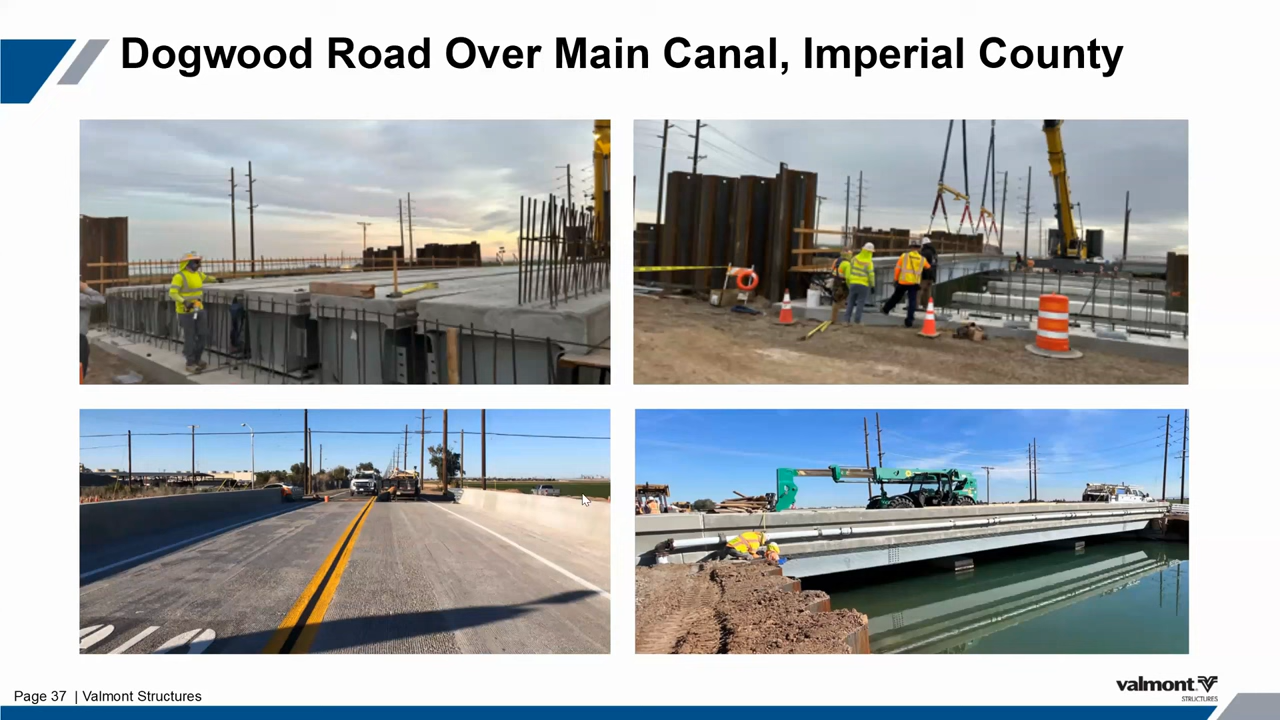 Dogwood Road Over Main Canal, Imperial County
Page 37 | Valmont Structures
valmont
STRUCTURES